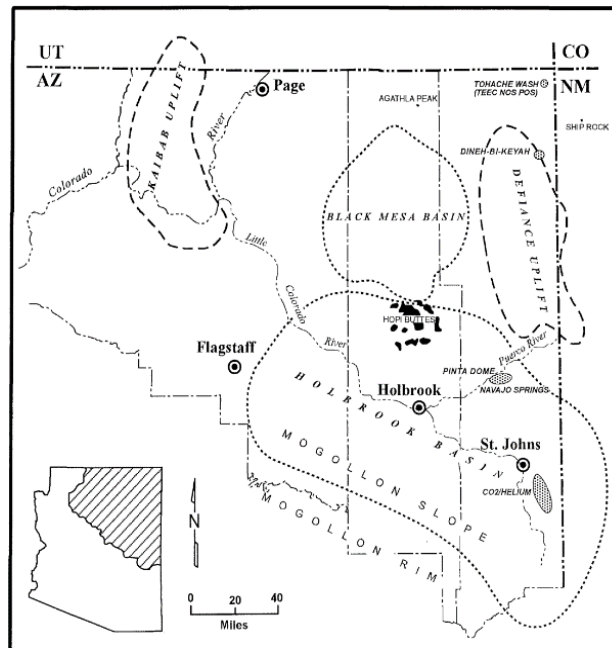 UT
CO
AZ
NM
KAIBAB UPLIFT
Page
River
TOHACHE WASH
(TEEC NOS POS)
AGATHLA PEAK
SHIP ROCK
DINEH-BI-KEYAH
Colorado
BLACK MESA BASIN
DEFIANCE UPLIFT
Little
Colorado
River
HOPI BUTTES
Puerco River
Flagstaff
PINTA DOME
NAVAJO SPRINGS
Holbrook
HOLBROOK BASIN
St. Johns
MOGOLLON SLOPE
CO2/HELIUM
MOGOLLON RIM
N
0 20 40
Miles